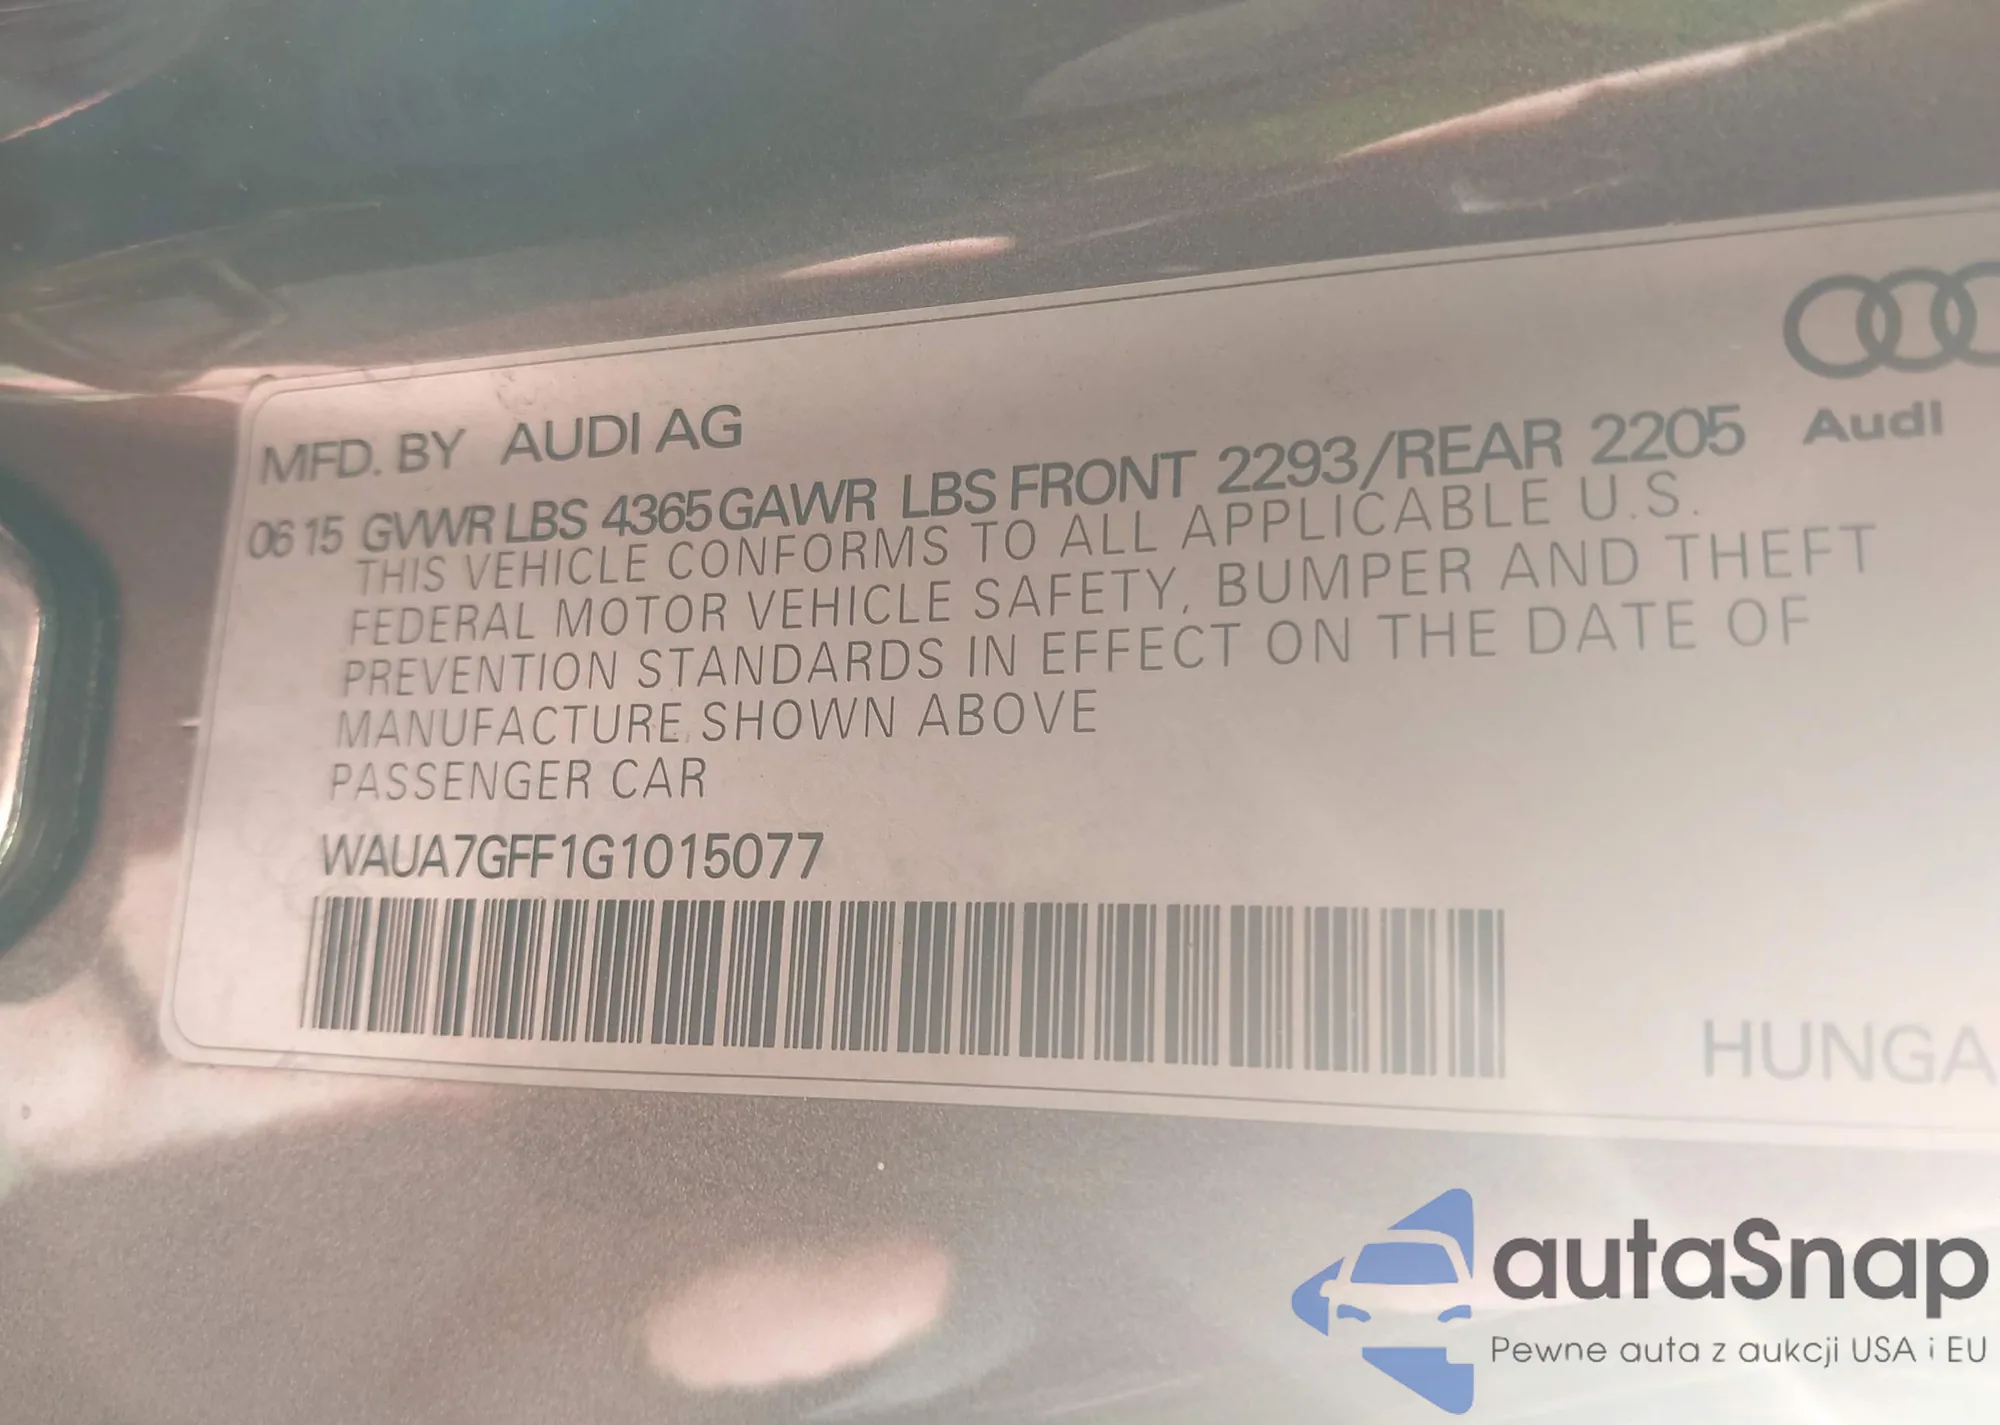 MFD. BY AUDI AG
06 15 GVWR LBS 4365 GAWR LBS FRONT 2293/REAR 2205
Audi
THIS VEHICLE CONFORMS TO ALL APPLICABLE U.S.
FEDERAL MOTOR VEHICLE SAFETY, BUMPER AND THEFT
PREVENTION STANDARDS IN EFFECT ON THE DATE OF
MANUFACTURE SHOWN ABOVE
PASSENGER CAR
WAUA7GFF1G1015077
HUNGA
autaSnap
Pewne auta z aukcji USA i EU